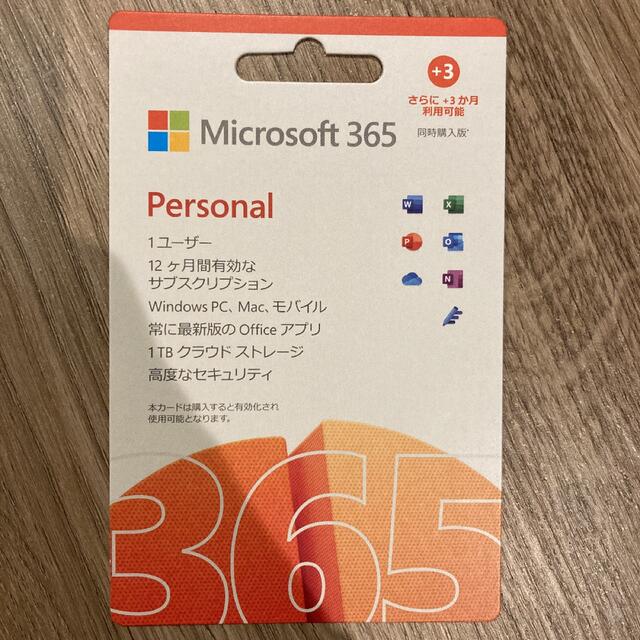 +3
さらに +3 か月
利用可能
同時購入版*
Microsoft 365
Personal
1 ユーザー
12 ヶ月間有効な
サブスクリプション
Windows PC、Mac、モバイル
常に最新版の Office アプリ
1 TB クラウド ストレージ
高度なセキュリティ
W X
P O
N
本カードは購入すると有効化され
使用可能となります。
365